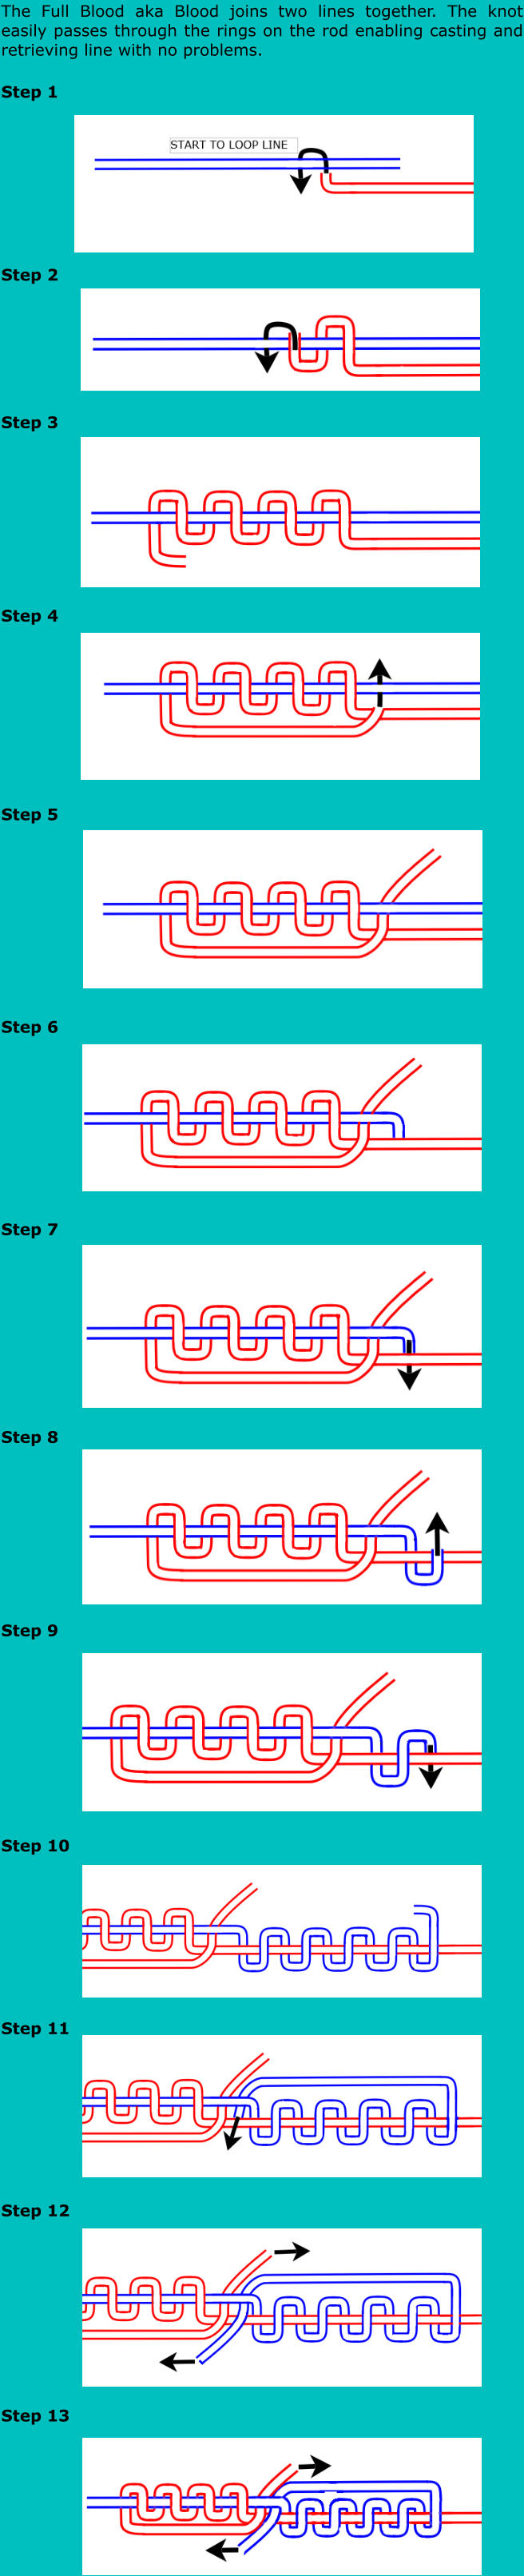 The Full Blood aka Blood joins two lines together. The knot
easily passes through the rings on the rod enabling casting and
retrieving line with no problems.
Step 1
START TO LOOP LINE
Step 2
Step 3
Step 4
Step 5
Step 6
Step 7
Step 8
Step 9
Step 10
Step 11
Step 12
Step 13